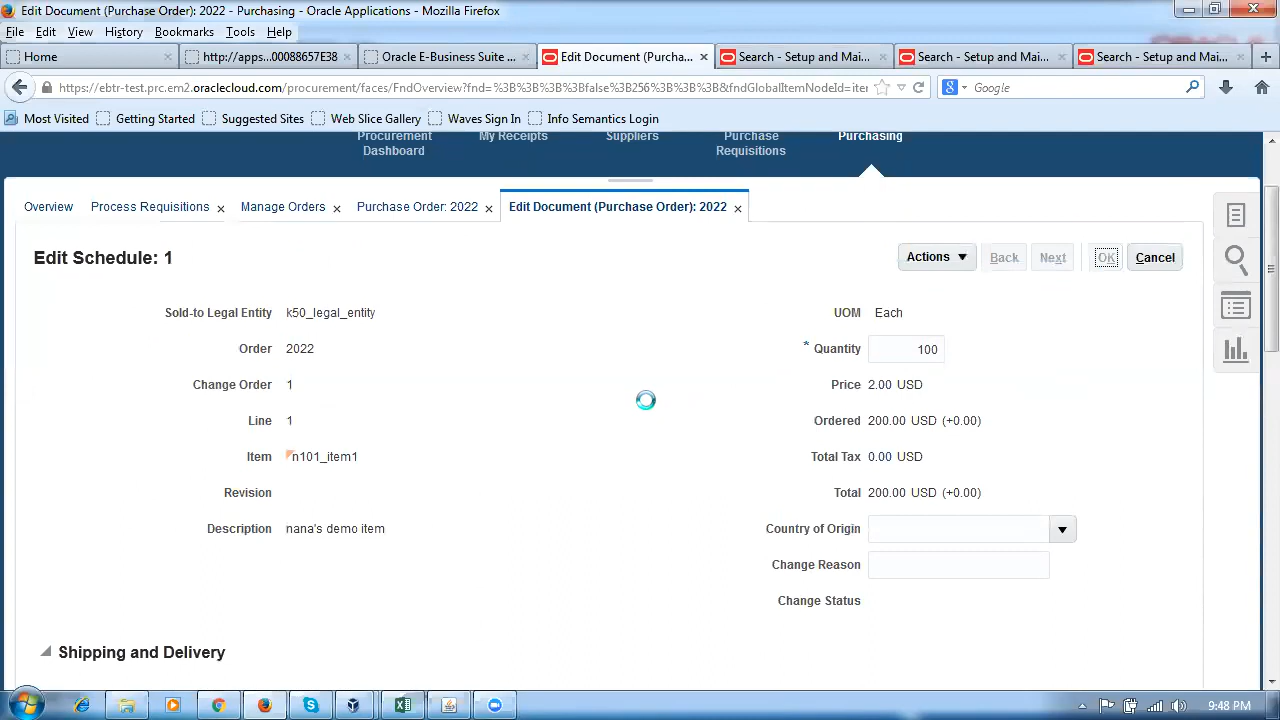 Edit Document (Purchase Order): 2022 - Purchasing - Oracle Applications - Mozilla Firefox
File Edit View History Bookmarks Tools Help
Home http://apps...00088657E38 Oracle E-Business Suite ... Edit Document (Purcha... Search - Setup and Mai... Search - Setup and Mai... Search - Setup and Mai...
https://ebtr-test.prc.em2.oraclecloud.com/procurement/faces/FndOverview?fnd=%3B%3B%3B%3Bfalse%3B256%3B%3B%3B&fndGlobalItemNodeId=iter Google
Most Visited Getting Started Suggested Sites Web Slice Gallery Waves Sign In Info Semantics Login
Procurement Dashboard My Receipts Suppliers Purchase Requisitions Purchasing
Overview Process Requisitions Manage Orders Purchase Order: 2022 Edit Document (Purchase Order): 2022
Edit Schedule: 1 Actions Back Next OK Cancel
Sold-to Legal Entity k50_legal_entity UOM Each
Order 2022 * Quantity 100
Change Order 1 Price 2.00 USD
Line 1 Ordered 200.00 USD (+0.00)
Item n101_item1 Total Tax 0.00 USD
Revision Total 200.00 USD (+0.00)
Description nana's demo item Country of Origin
Change Reason
Change Status
Shipping and Delivery
9:48 PM